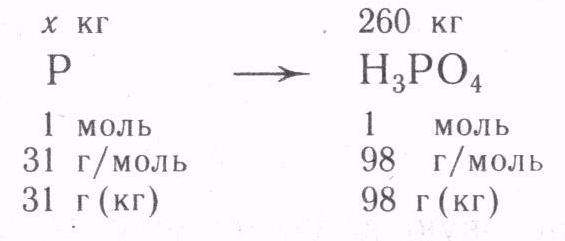 x кг 260 кг
P → H₃PO₄
1 моль 1 моль
31 г/моль 98 г/моль
31 г (кг) 98 г (кг)